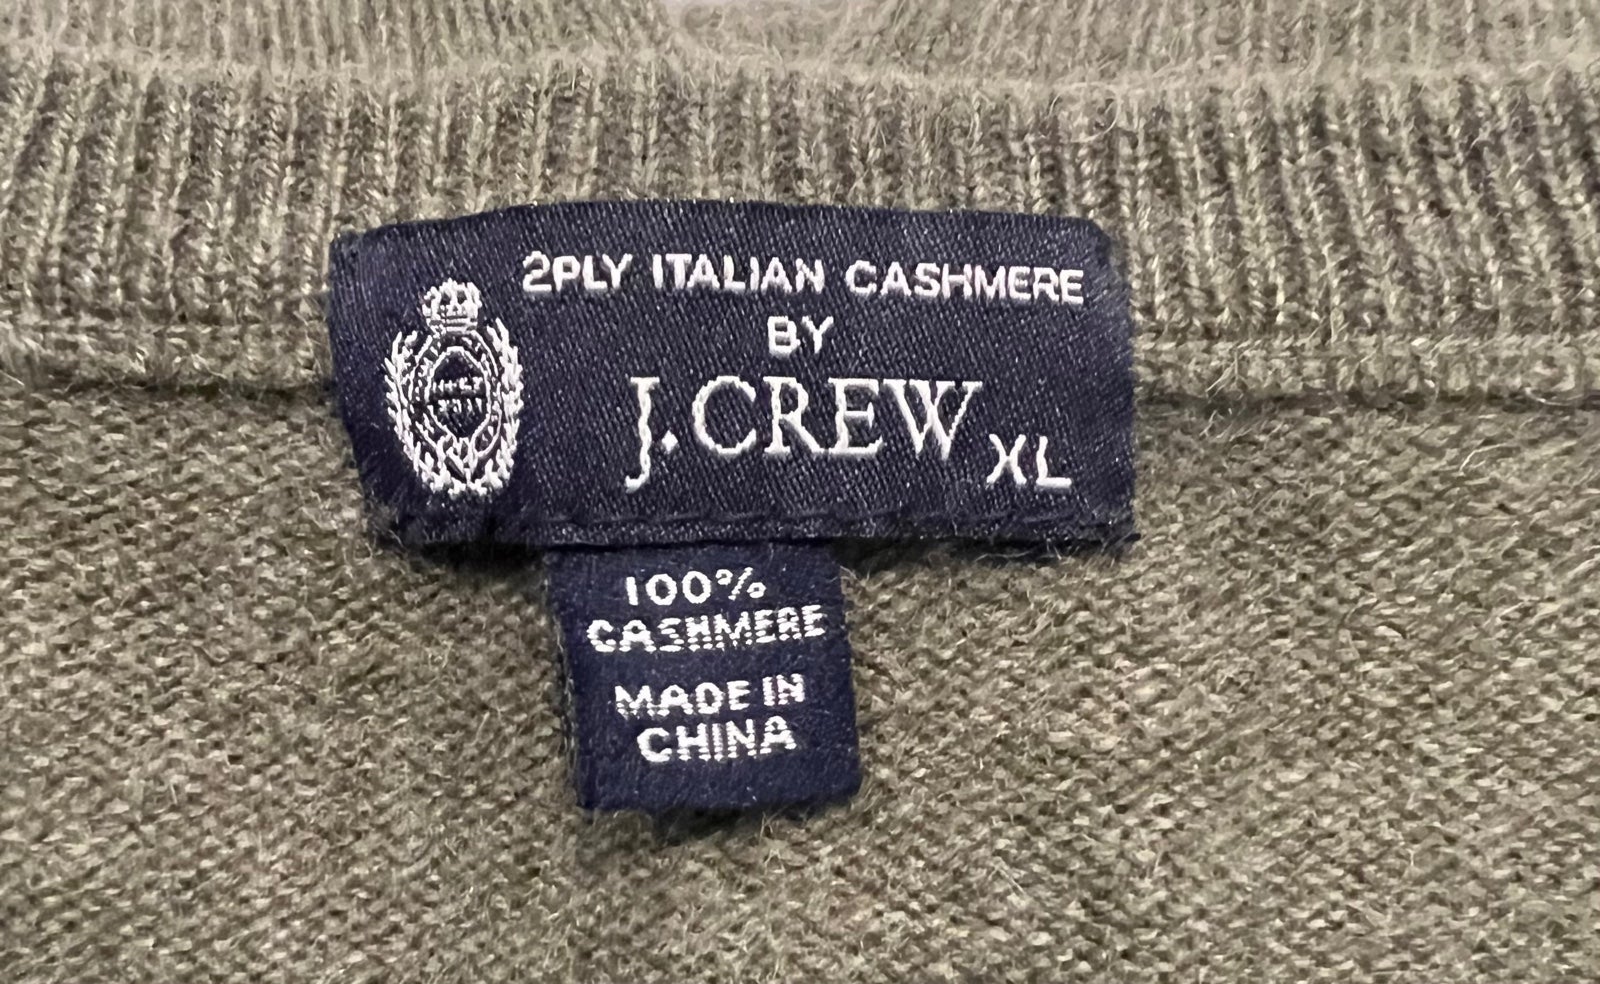 2PLY ITALIAN CASHMERE
BY
J.CREW XL
100%
CASHMERE
MADE IN
CHINA